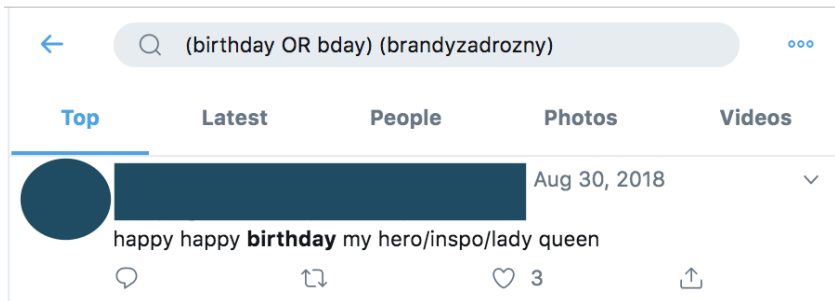 (birthday OR bday) (brandyzadrozny)
Top Latest People Photos Videos
Aug 30, 2018
happy happy birthday my hero/inspo/lady queen
3